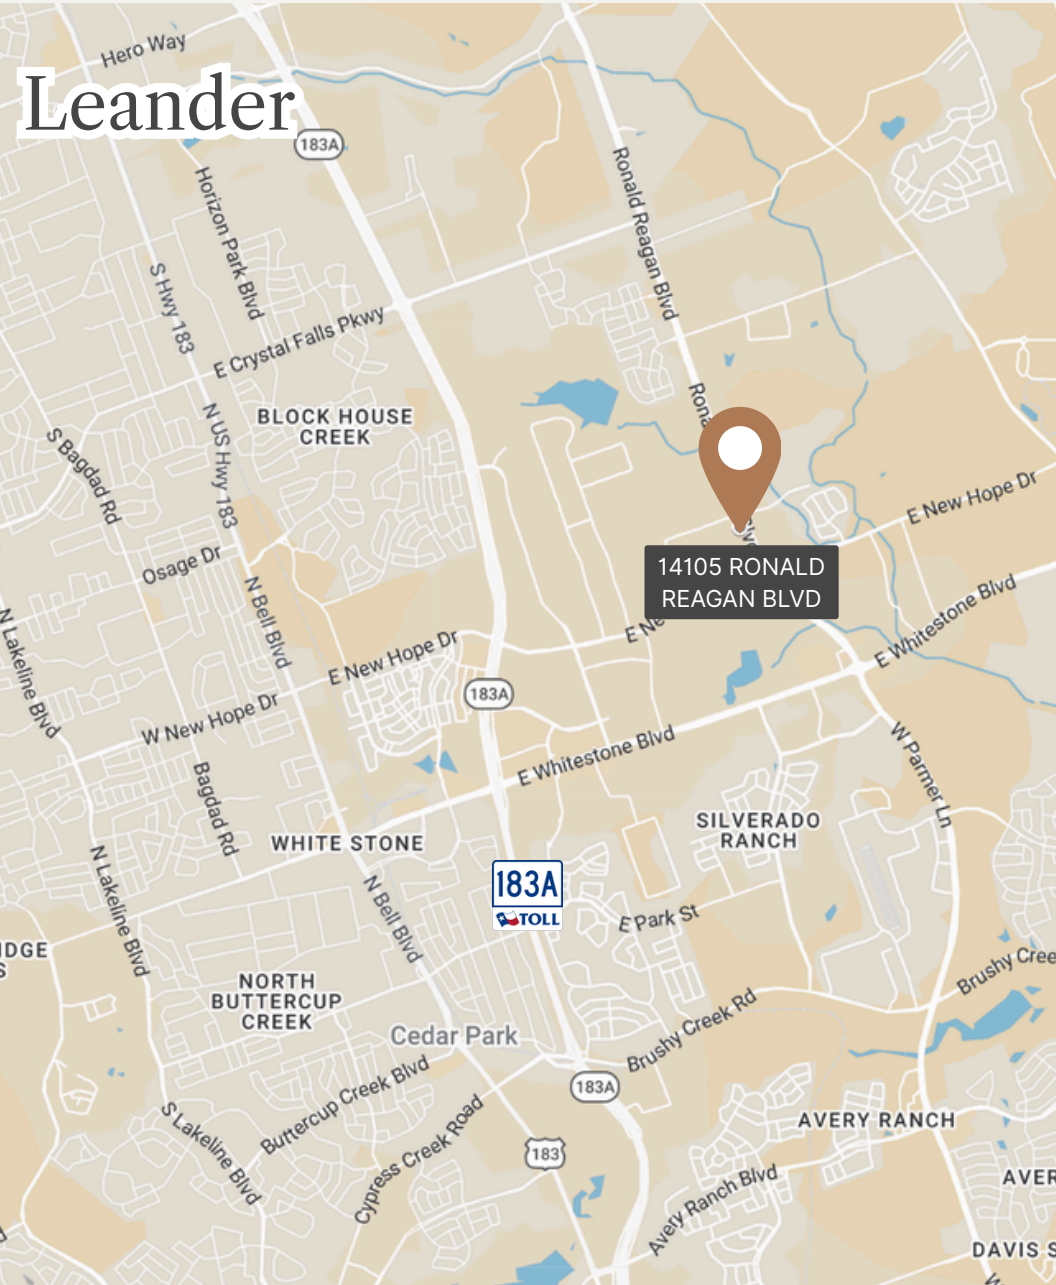 Hero Way
Leander
183A
Ronald Reagan Blvd
Horizon Park Blvd
S Hwy 183
E Crystal Falls Pkwy
N US Hwy 183
BLOCK HOUSE
CREEK
S Bagdad Rd
E New Hope Dr
Osage Dr
14105 RONALD
REAGAN BLVD
N Bell Blvd
E Whitestone Blvd
N Lakeline Blvd
E New Hope Dr
183A
W New Hope Dr
E Whitestone Blvd
W Parmer Ln
Bagdad Rd
SILVERADO
RANCH
WHITE STONE
183A
TOLL
N Lakeline Blvd
N Bell Blvd
E Park St
NORTH
BUTTERCUP
CREEK
Brushy Creek Rd
Cedar Park
183A
Buttercup Creek Blvd
S Lakeline Blvd
Cypress Creek Road
AVERY RANCH
183
Avery Ranch Blvd